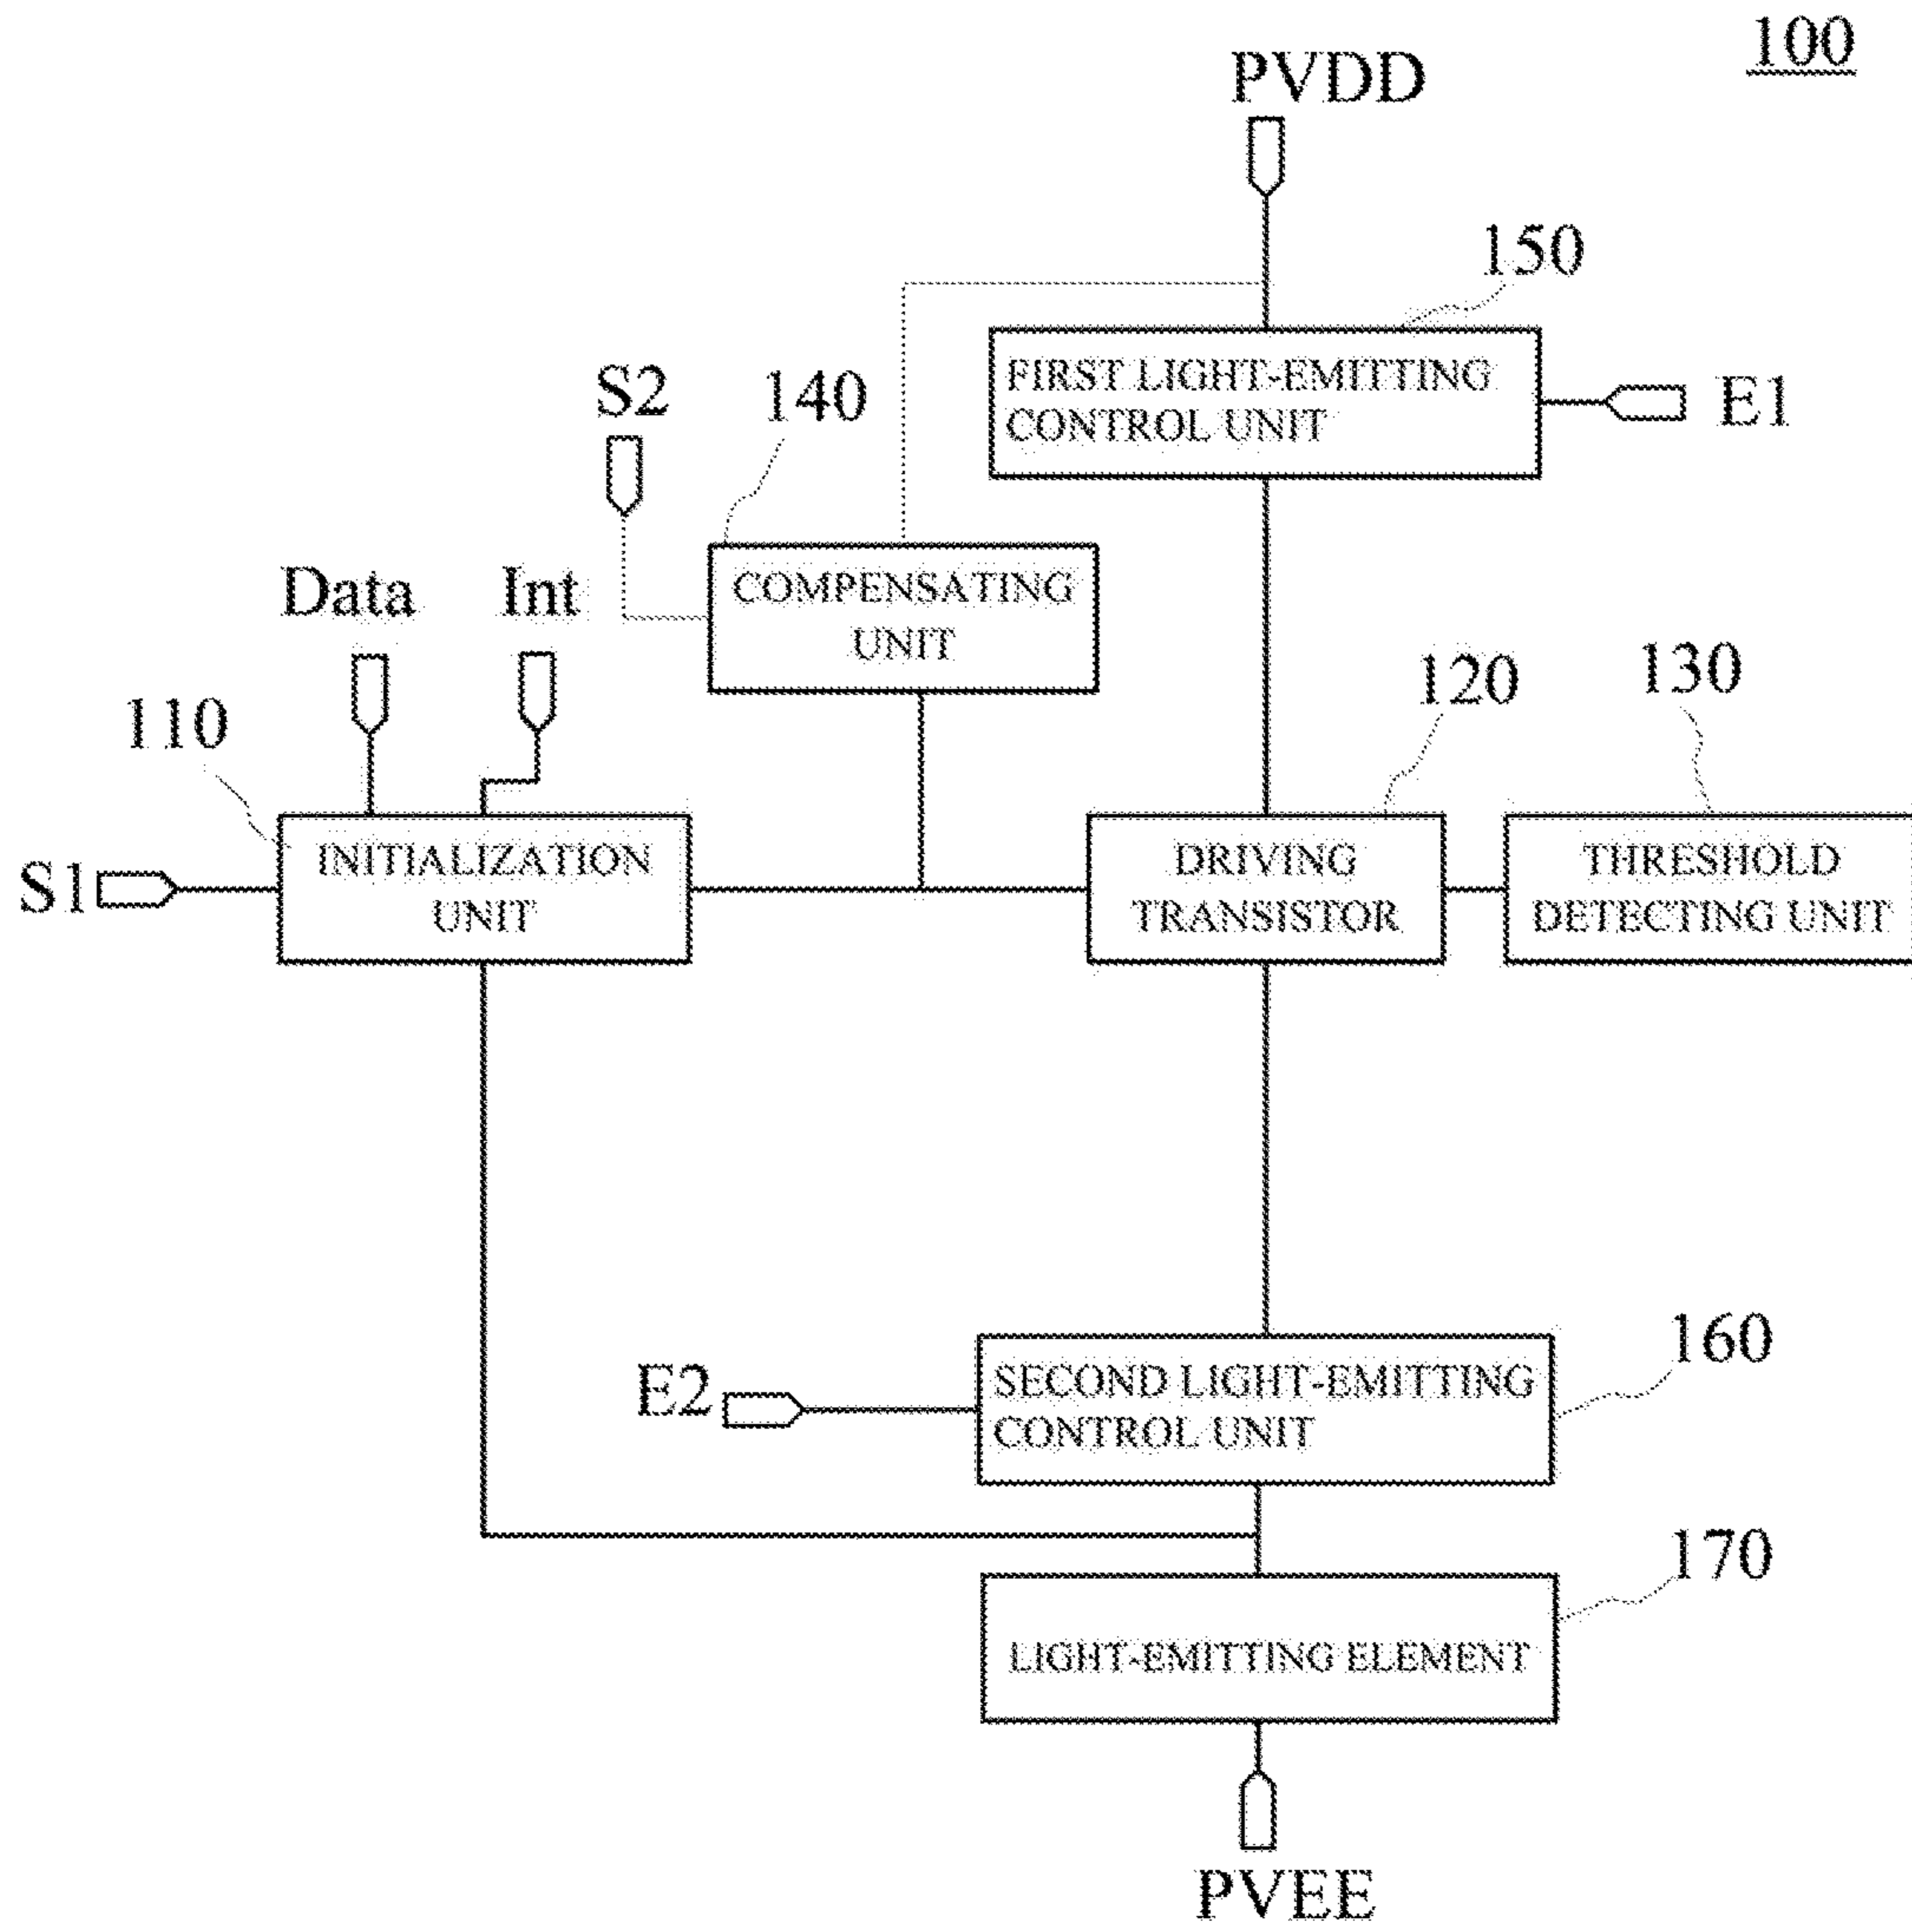 100
PVDD
150
FIRST LIGHT-EMITTING
CONTROL UNIT
E1
S2
140
COMPENSATING
UNIT
Data
Int
110
120
130
S1
INITIALIZATION
UNIT
DRIVING
TRANSISTOR
THRESHOLD
DETECTING UNIT
E2
SECOND LIGHT-EMITTING
CONTROL UNIT
160
170
LIGHT-EMITTING ELEMENT
PVEE